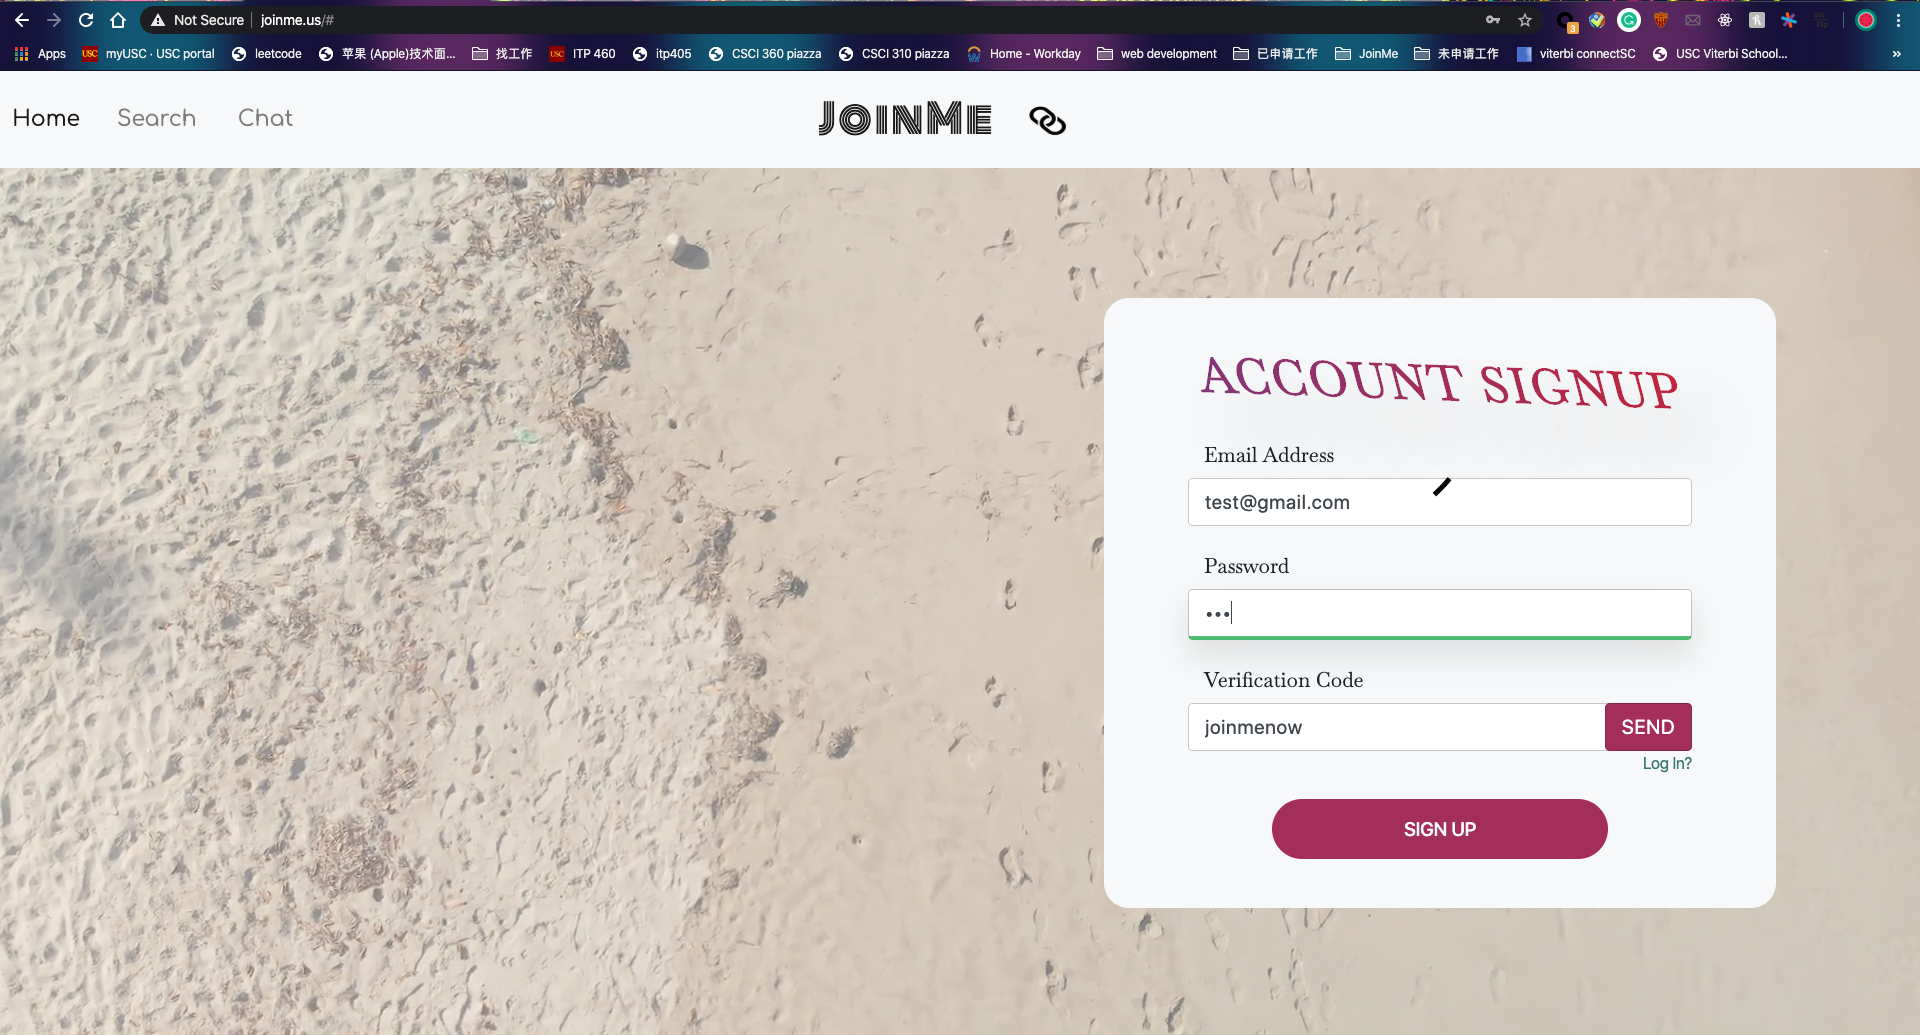 Not Secure joinme.us/#
3
Apps myUSC · USC portal leetcode 苹果 (Apple)技术面... 找工作 USC ITP 460 itp405 CSCI 360 piazza CSCI 310 piazza Home - Workday web development 已申请工作 JoinMe 未申请工作 viterbi connectSC USC Viterbi School... »
Home Search Chat JOINME
ACCOUNT SIGNUP
Email Address
test@gmail.com
Password
•••
Verification Code
joinmenow SEND
Log In?
SIGN UP